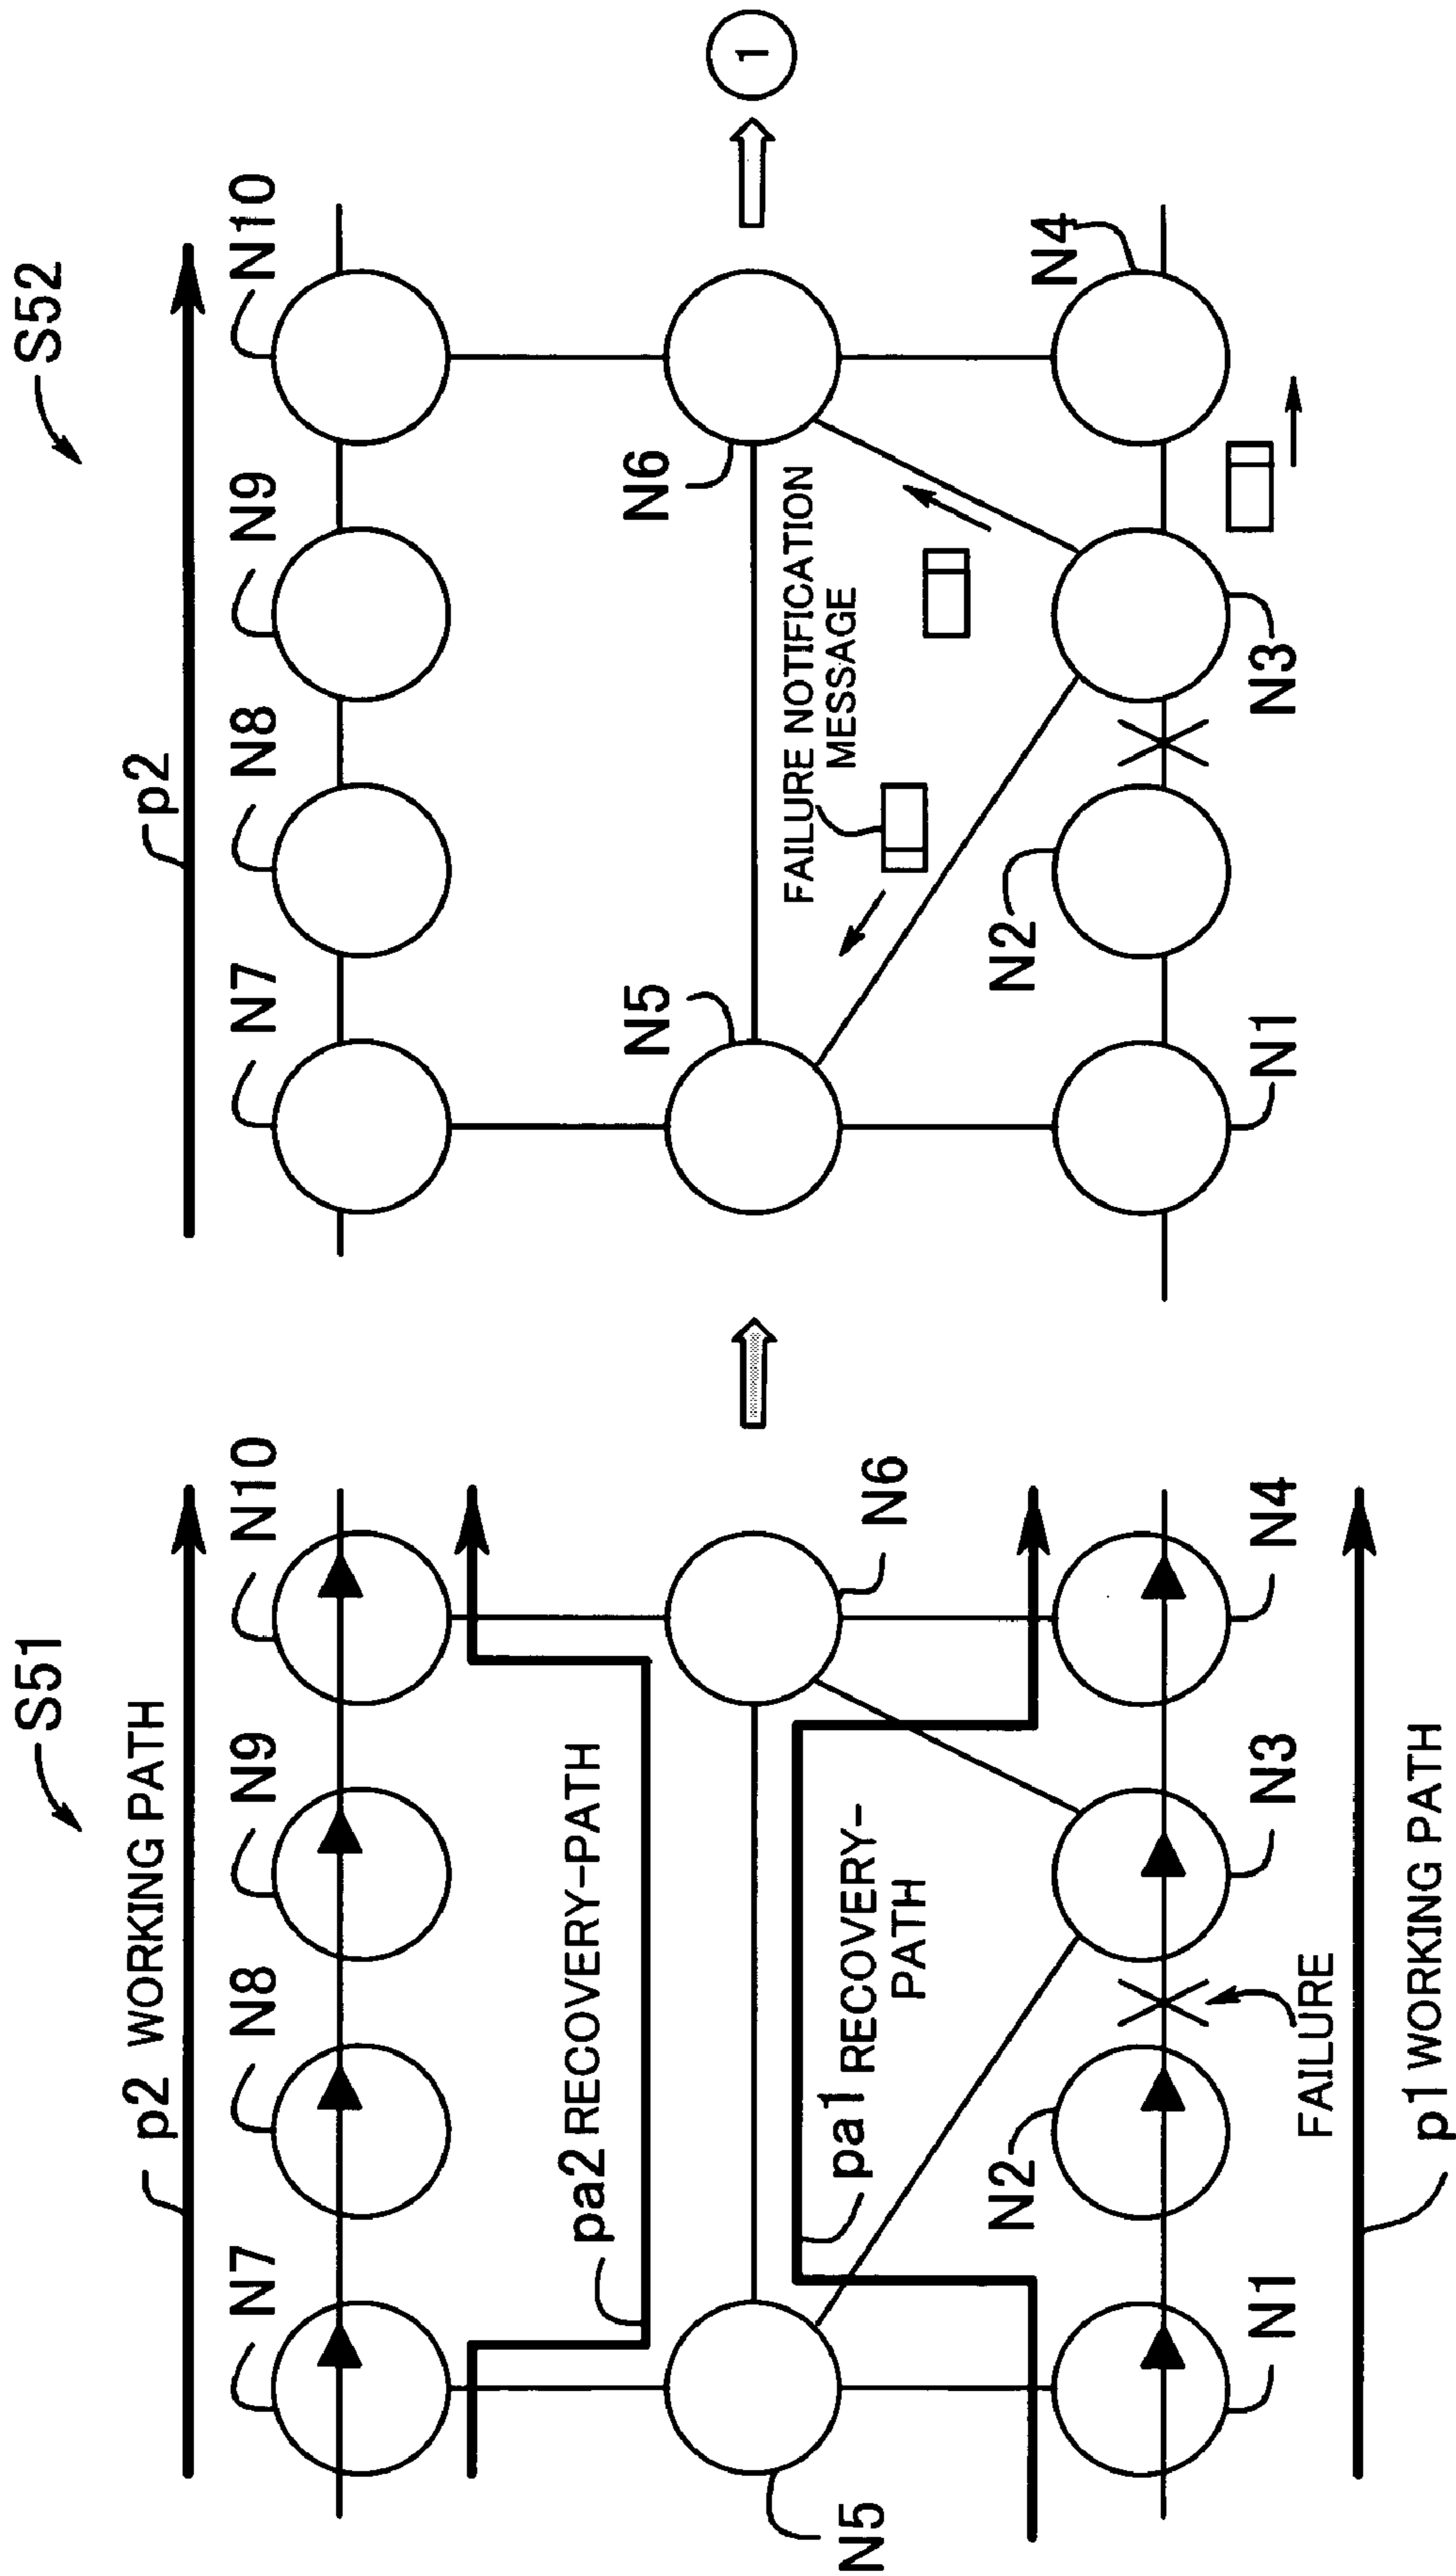 S51
p2 WORKING PATH
N7
N8
N9
N10
pa2 RECOVERY-PATH
N5
N6
pa1 RECOVERY-
PATH
N2
N1
N3
N4
FAILURE
p1 WORKING PATH
S52
p2
N7
N8
N9
N10
N5
N6
FAILURE NOTIFICATION
MESSAGE
N2
N4
N1
N3
1